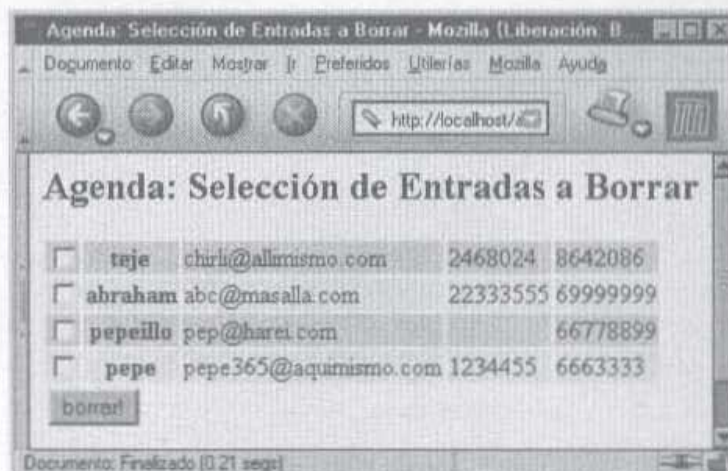 Agenda: Selección de Entradas a Borrar - Mozilla {Liberación: B...
Documento Editar Mostrar Ir Preferidos Utilerías Mozilla Ayuda
http://localhost/
Agenda: Selección de Entradas a Borrar
teje chirli@allimismo.com 2468024 8642086
abraham abc@masalla.com 22333555 69999999
pepeillo pep@harei.com 66778899
pepe pepe365@aquimismo.com 1234455 6663333
borrar!
Documento: Finalizado (0.21 segs)